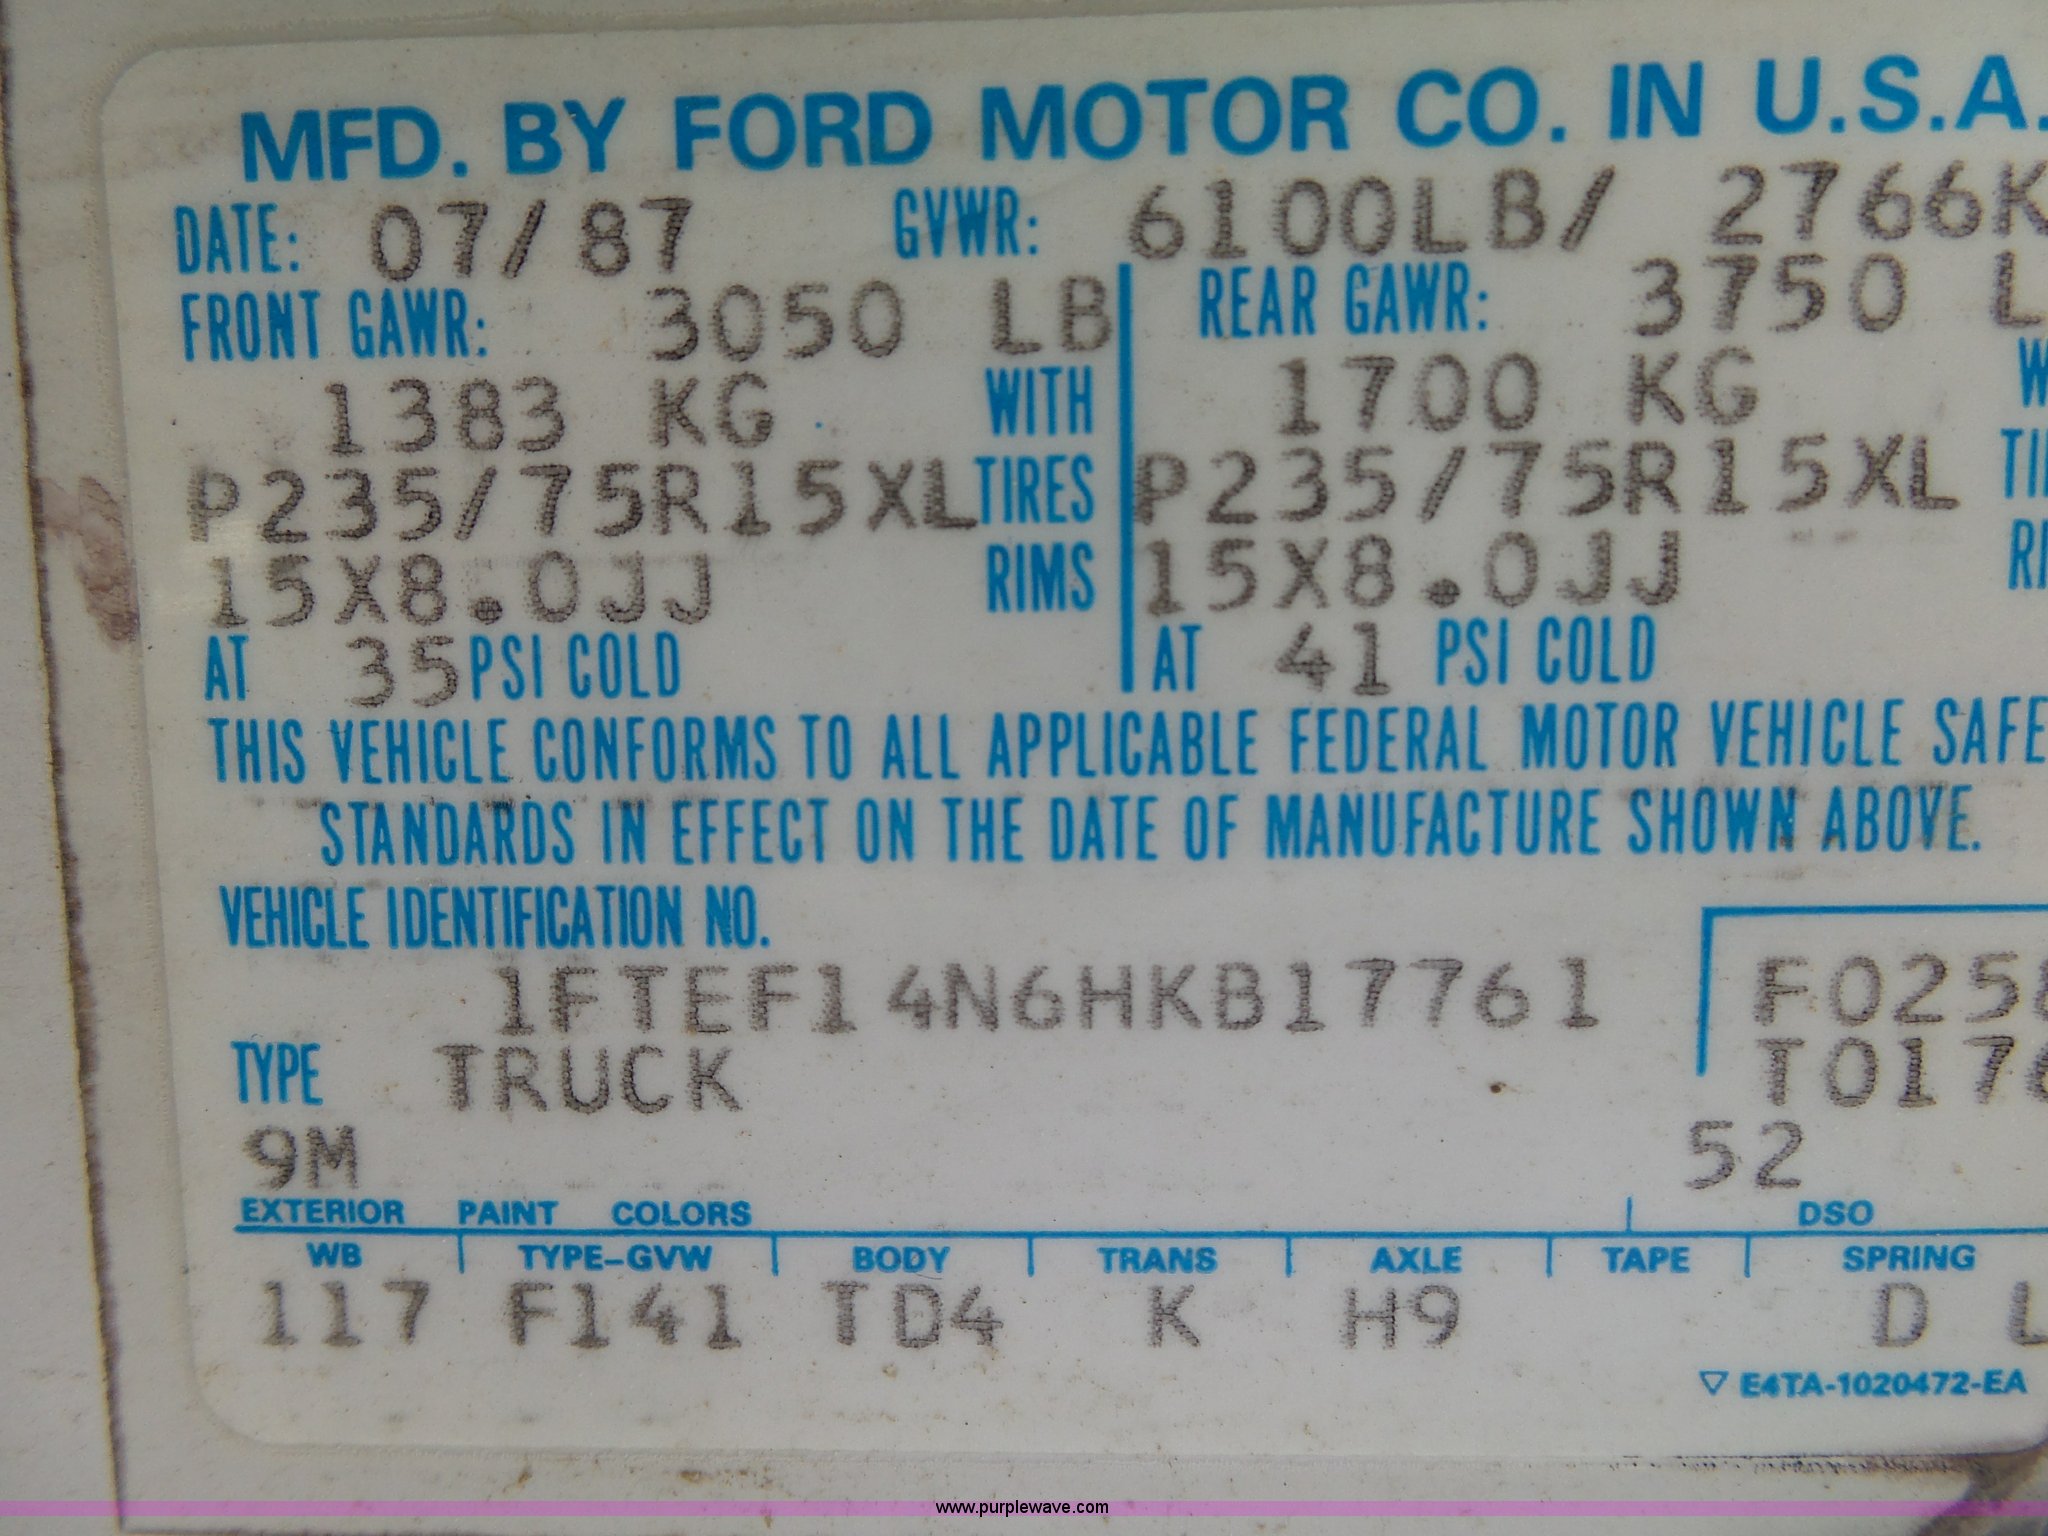 MFD. BY FORD MOTOR CO. IN U.S.A.
DATE: 07/87 GVWR: 6100LB/ 2766K
FRONT GAWR: 3050 LB REAR GAWR: 3750 L
1383 KG WITH 1700 KG W
P235/75R15XL TIRES P235/75R15XL TI
15X8.0JJ RIMS 15X8.0JJ RI
AT 35 PSI COLD AT 41 PSI COLD
THIS VEHICLE CONFORMS TO ALL APPLICABLE FEDERAL MOTOR VEHICLE SAFE
STANDARDS IN EFFECT ON THE DATE OF MANUFACTURE SHOWN ABOVE.
VEHICLE IDENTIFICATION NO.
1FTEF14N6HKB17761 F0258
TYPE TRUCK T0176
9M 52
EXTERIOR PAINT COLORS DSO
WB TYPE-GVW BODY TRANS AXLE TAPE SPRING
117 F141 TD4 K H9 D L
▽ E4TA-1020472-EA
www.purplewave.com